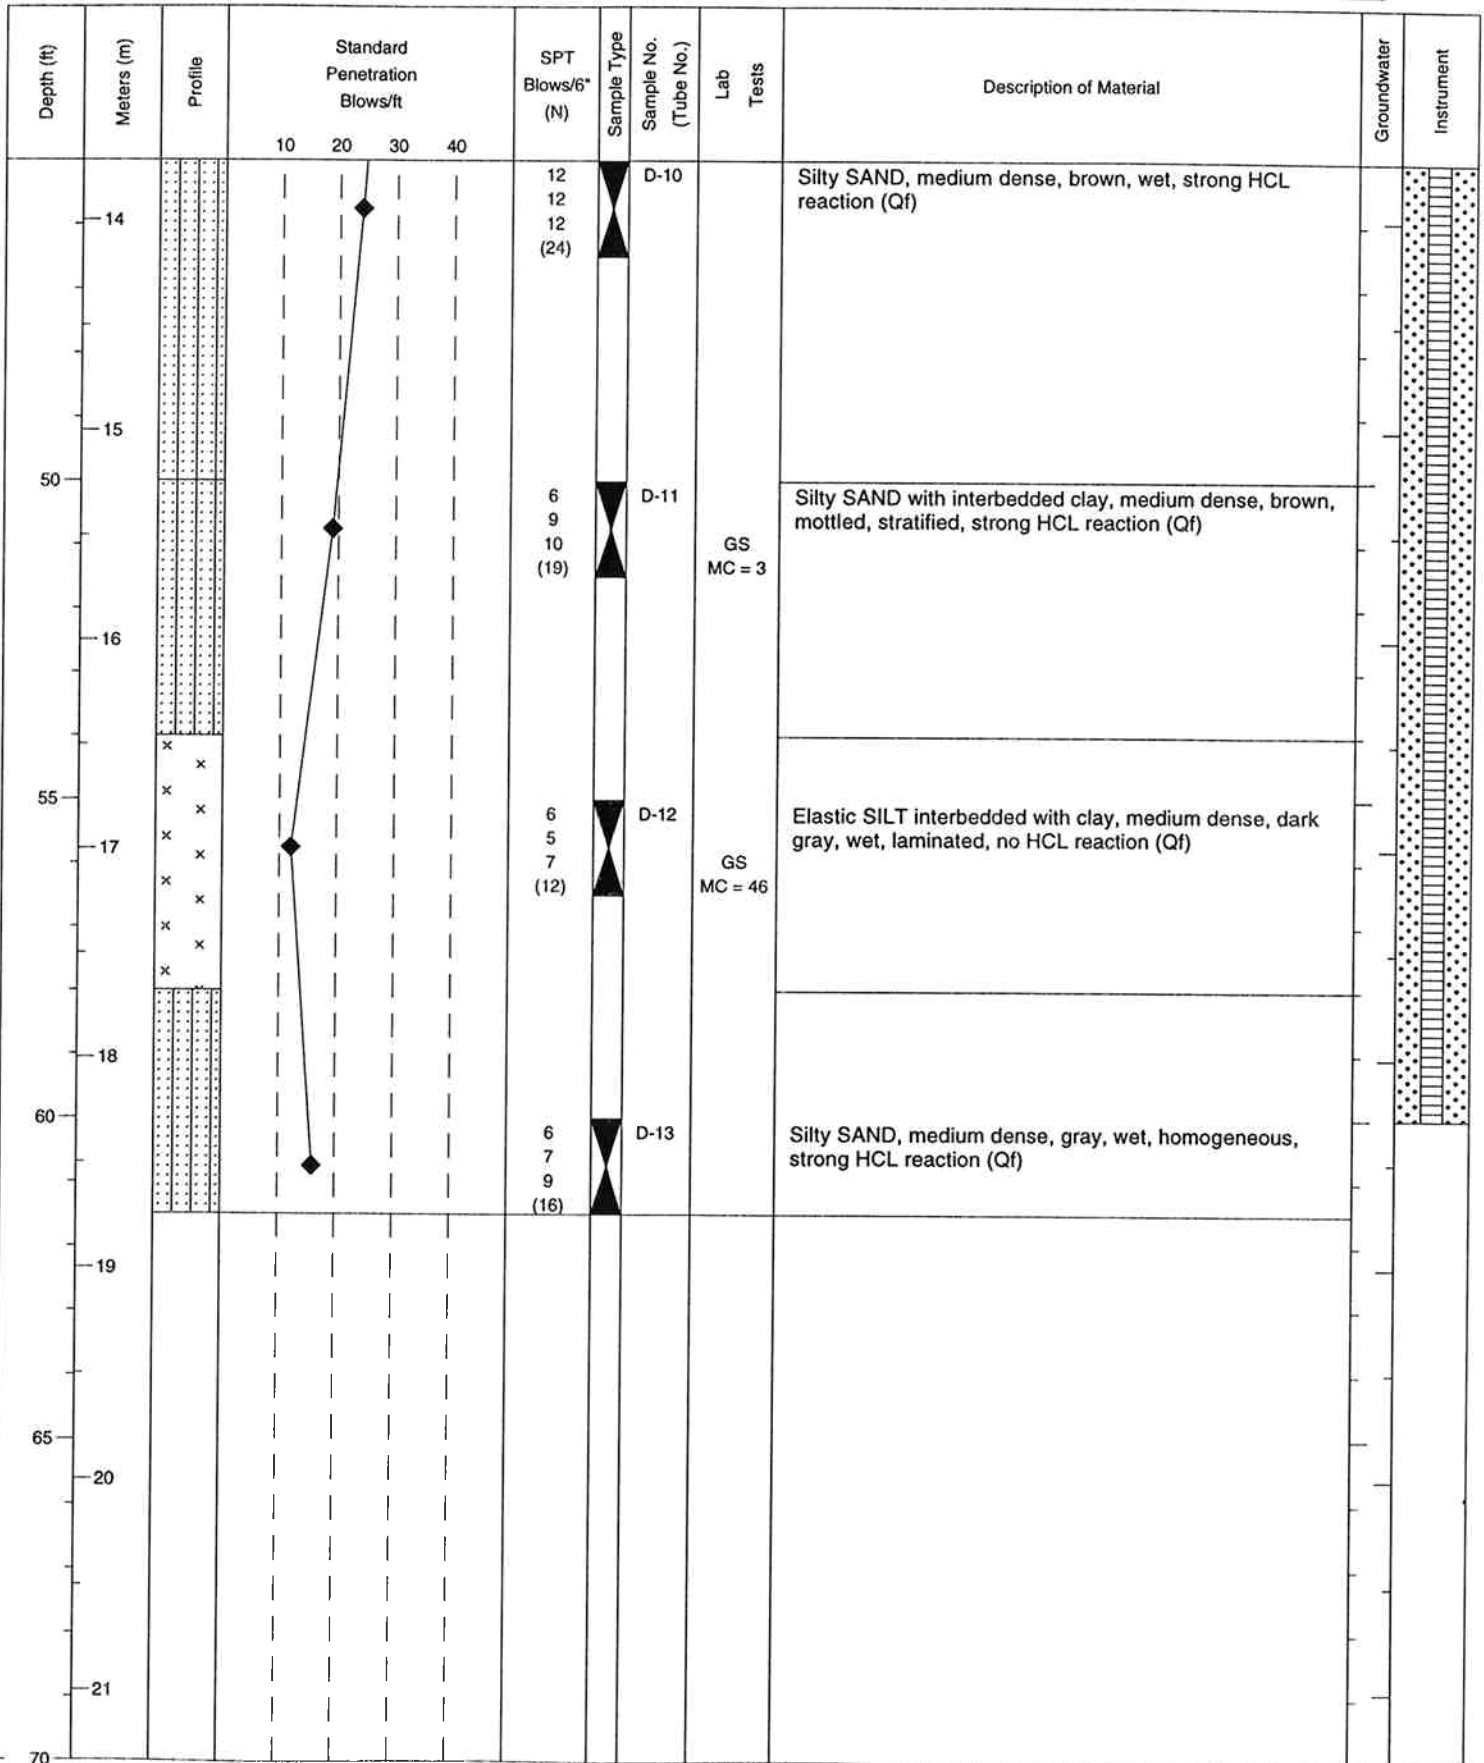 Depth (ft)
Meters (m)
Profile
Standard
Penetration
Blows/ft
10 20 30 40
SPT
Blows/6"
(N)
Sample Type
Sample No.
(Tube No.)
Lab
Tests
Description of Material
Groundwater
Instrument
12
12
12
(24)
D-10
Silty SAND, medium dense, brown, wet, strong HCL
reaction (Qf)
14
15
50
6
9
10
(19)
D-11
GS
MC = 3
Silty SAND with interbedded clay, medium dense, brown,
mottled, stratified, strong HCL reaction (Qf)
16
55
6
5
7
(12)
D-12
GS
MC = 46
Elastic SILT interbedded with clay, medium dense, dark
gray, wet, laminated, no HCL reaction (Qf)
17
18
60
6
7
9
(16)
D-13
Silty SAND, medium dense, gray, wet, homogeneous,
strong HCL reaction (Qf)
19
65
20
21
70